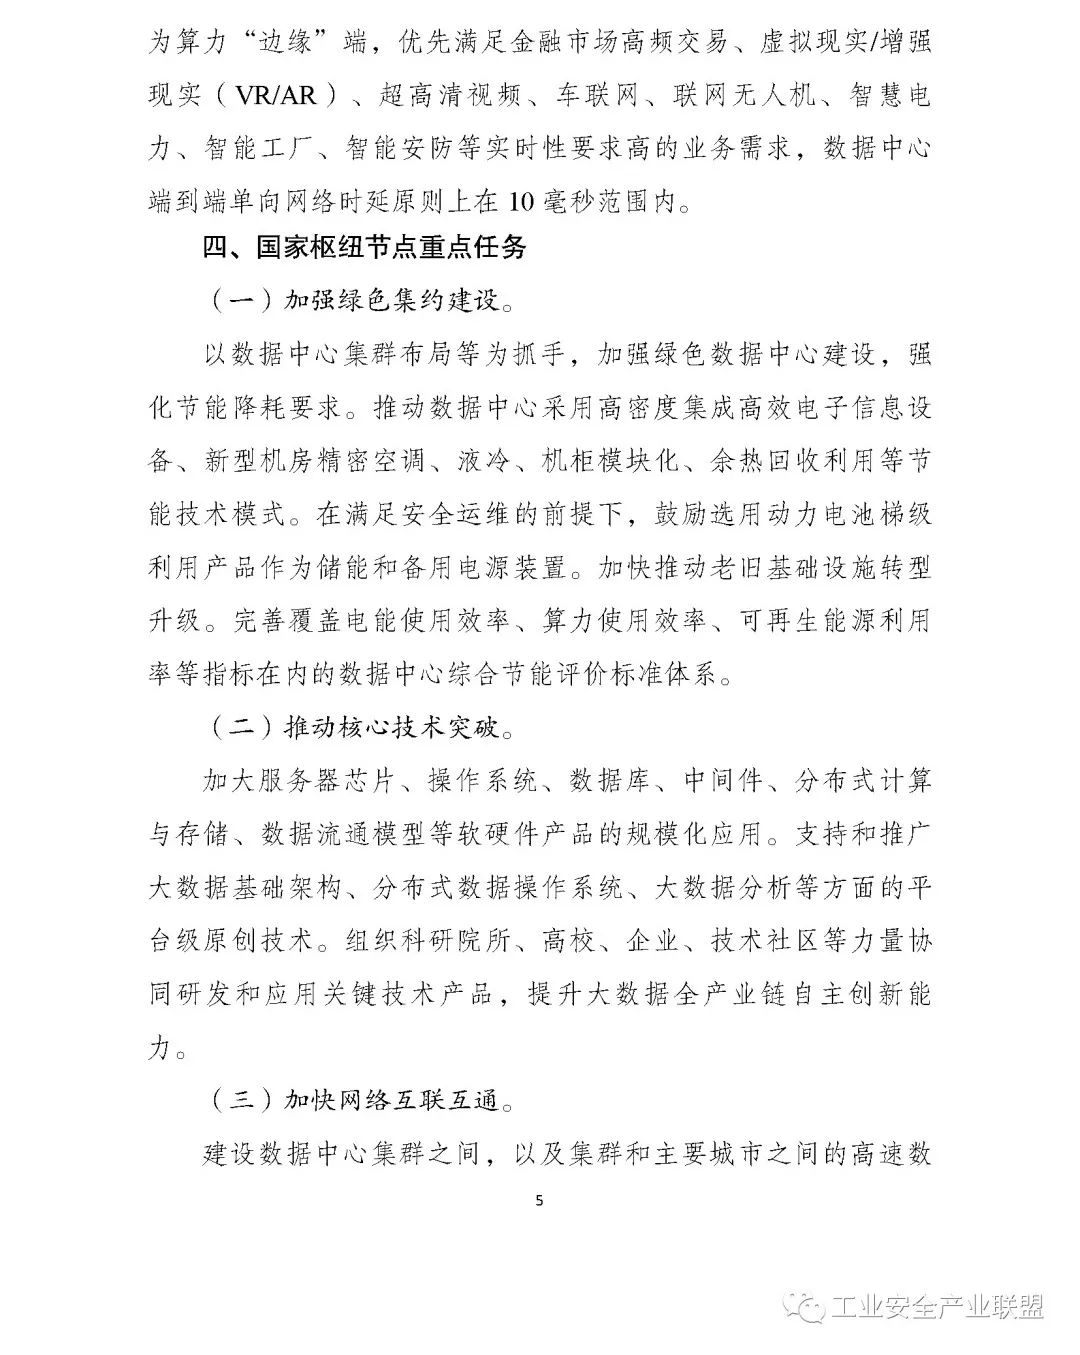 为算力“边缘”端，优先满足金融市场高频交易、虚拟现实/增强
现实（VR/AR）、超高清视频、车联网、联网无人机、智慧电
力、智能工厂、智能安防等实时性要求高的业务需求，数据中心
端到端单向网络时延原则上在 10 毫秒范围内。
四、国家枢纽节点重点任务
（一）加强绿色集约建设。
以数据中心集群布局等为抓手，加强绿色数据中心建设，强
化节能降耗要求。推动数据中心采用高密度集成高效电子信息设
备、新型机房精密空调、液冷、机柜模块化、余热回收利用等节
能技术模式。在满足安全运维的前提下，鼓励选用动力电池梯级
利用产品作为储能和备用电源装置。加快推动老旧基础设施转型
升级。完善覆盖电能使用效率、算力使用效率、可再生能源利用
率等指标在内的数据中心综合节能评价标准体系。
（二）推动核心技术突破。
加大服务器芯片、操作系统、数据库、中间件、分布式计算
与存储、数据流通模型等软硬件产品的规模化应用。支持和推广
大数据基础架构、分布式数据操作系统、大数据分析等方面的平
台级原创技术。组织科研院所、高校、企业、技术社区等力量协
同研发和应用关键技术产品，提升大数据全产业链自主创新能
力。
（三）加快网络互联互通。
建设数据中心集群之间，以及集群和主要城市之间的高速数
5
工业安全产业联盟